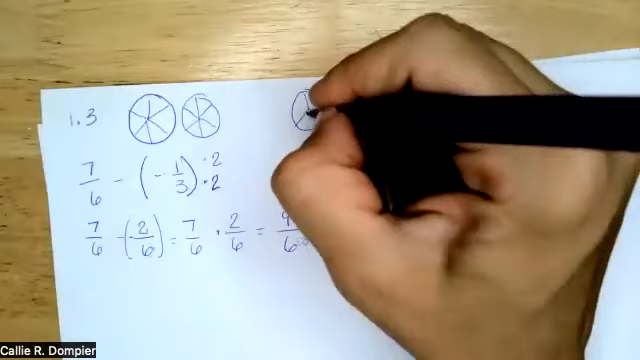 1.3
7/6 - (- 1/3) ·2 ·2
7/6 -(-2/6) = 7/6 + 2/6 = 9/6
Callie R. Dompier